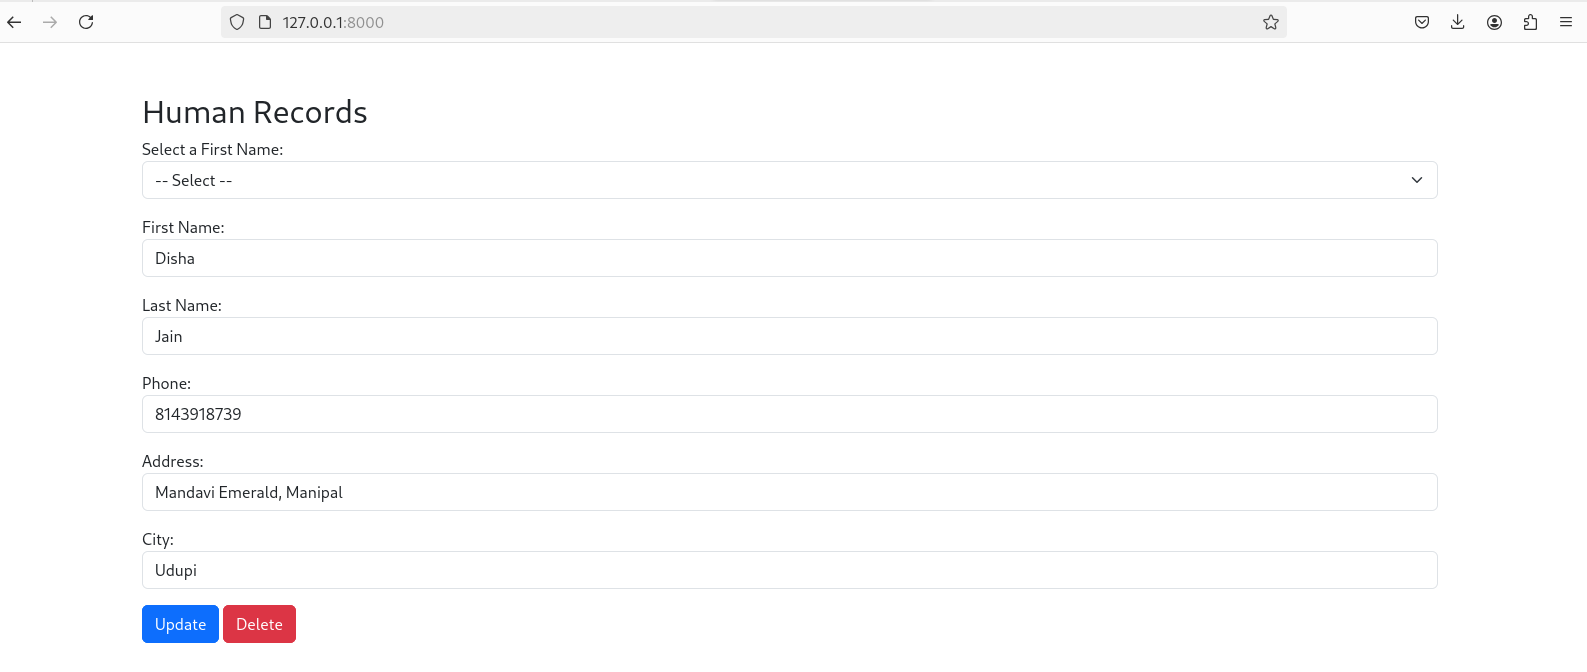 127.0.0.1:8000
Human Records
Select a First Name:
-- Select --
First Name:
Disha
Last Name:
Jain
Phone:
8143918739
Address:
Mandavi Emerald, Manipal
City:
Udupi
Update Delete